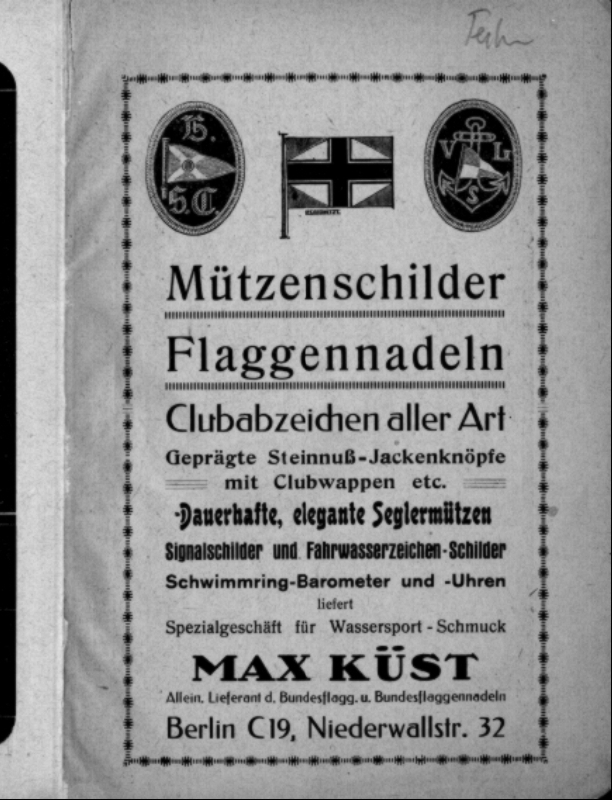 H.
S.C.
V L
S
Mützenschilder
Flaggennadeln
Clubabzeichen aller Art
Geprägte Steinnuß-Jackenknöpfe
mit Clubwappen etc.
Dauerhafte, elegante Seglermützen
Signalschilder und Fahrwasserzeichen-Schilder
Schwimmring-Barometer und -Uhren
liefert
Spezialgeschäft für Wassersport-Schmuck
MAX KÜST
Allein. Lieferant d. Bundesflagg. u. Bundesflaggennadeln
Berlin C19, Niederwallstr. 32